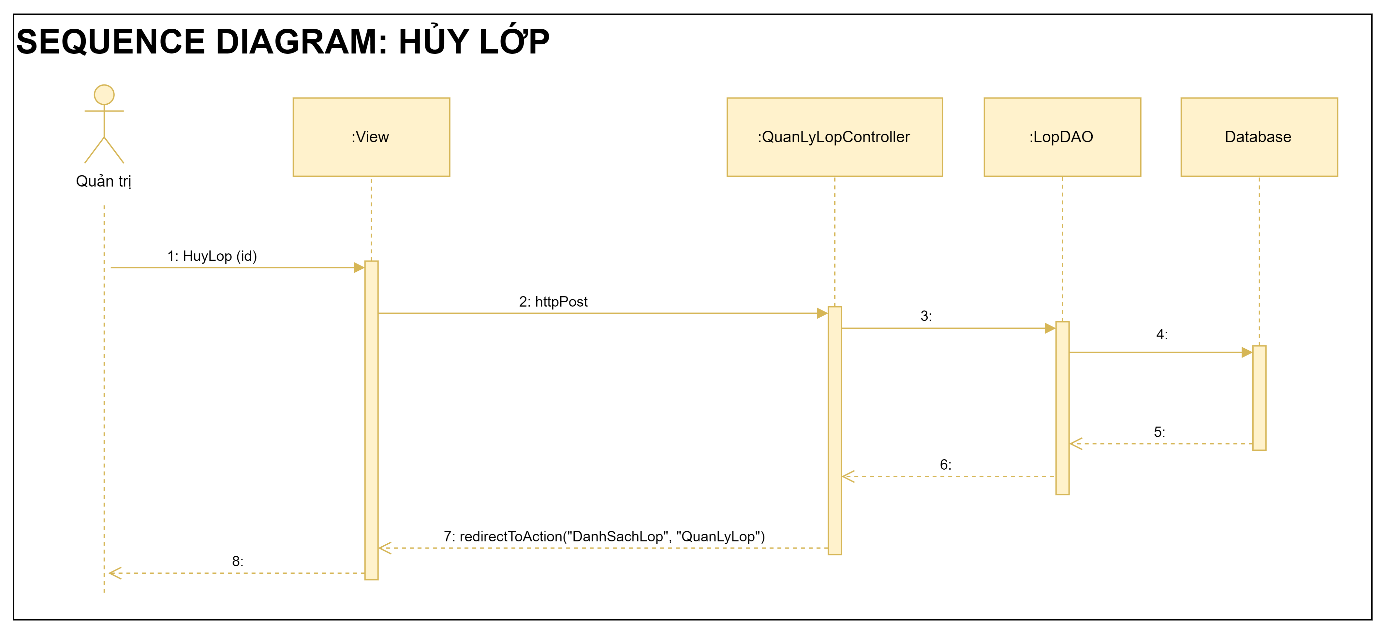 SEQUENCE DIAGRAM: HỦY LỚP
:View
:QuanLyLopController
:LopDAO
Database
Quản trị
1: HuyLop (id)
2: httpPost
3:
4:
5:
6:
7: redirectToAction("DanhSachLop", "QuanLyLop")
8: